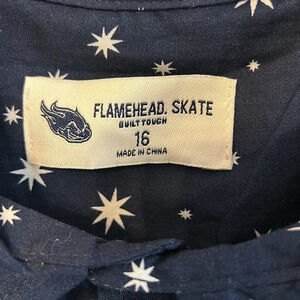 FLAMEHEAD. SKATE
BUILT TOUGH
16
MADE IN CHINA